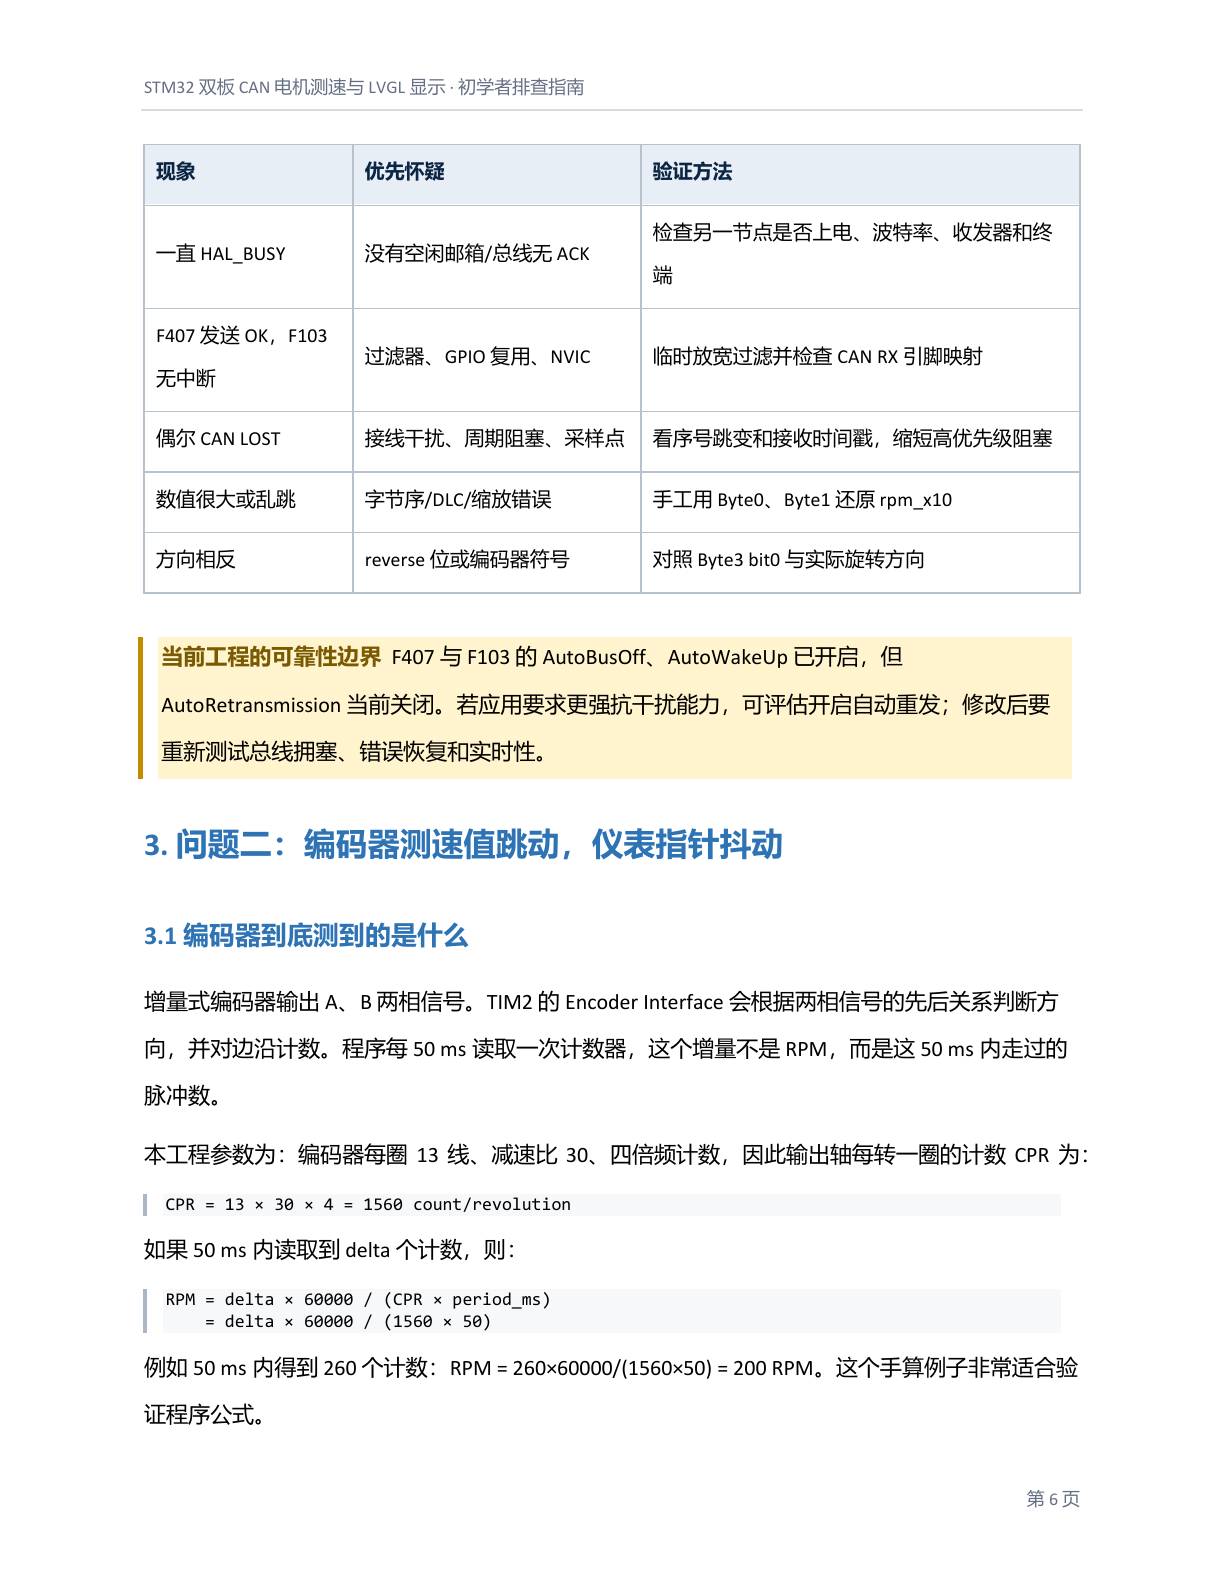 STM32 双板 CAN 电机测速与 LVGL 显示 · 初学者排查指南
现象 优先怀疑 验证方法
一直 HAL_BUSY 没有空闲邮箱/总线无 ACK 检查另一节点是否上电、波特率、收发器和终
端
F407 发送 OK，F103
无中断 过滤器、GPIO 复用、NVIC 临时放宽过滤并检查 CAN RX 引脚映射
偶尔 CAN LOST 接线干扰、周期阻塞、采样点 看序号跳变和接收时间戳，缩短高优先级阻塞
数值很大或乱跳 字节序/DLC/缩放错误 手工用 Byte0、Byte1 还原 rpm_x10
方向相反 reverse 位或编码器符号 对照 Byte3 bit0 与实际旋转方向
当前工程的可靠性边界 F407 与 F103 的 AutoBusOff、AutoWakeUp 已开启，但
AutoRetransmission 当前关闭。若应用要求更强抗干扰能力，可评估开启自动重发；修改后要
重新测试总线拥塞、错误恢复和实时性。
3. 问题二：编码器测速值跳动，仪表指针抖动
3.1 编码器到底测到的是什么
增量式编码器输出 A、B 两相信号。TIM2 的 Encoder Interface 会根据两相信号的先后关系判断方
向，并对边沿计数。程序每 50 ms 读取一次计数器，这个增量不是 RPM，而是这 50 ms 内走过的
脉冲数。
本工程参数为：编码器每圈 13 线、减速比 30、四倍频计数，因此输出轴每转一圈的计数 CPR 为：
CPR = 13 × 30 × 4 = 1560 count/revolution
如果 50 ms 内读取到 delta 个计数，则：
RPM = delta × 60000 / (CPR × period_ms)
= delta × 60000 / (1560 × 50)
例如 50 ms 内得到 260 个计数：RPM = 260×60000/(1560×50) = 200 RPM。这个手算例子非常适合验
证程序公式。
第 6 页